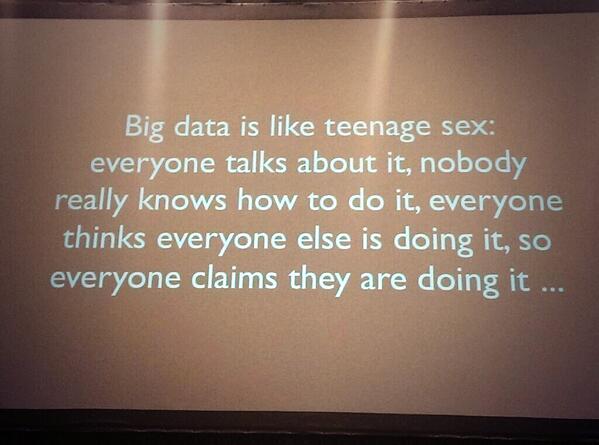 Big data is like teenage sex:
everyone talks about it, nobody
really knows how to do it, everyone
thinks everyone else is doing it, so
everyone claims they are doing it ...